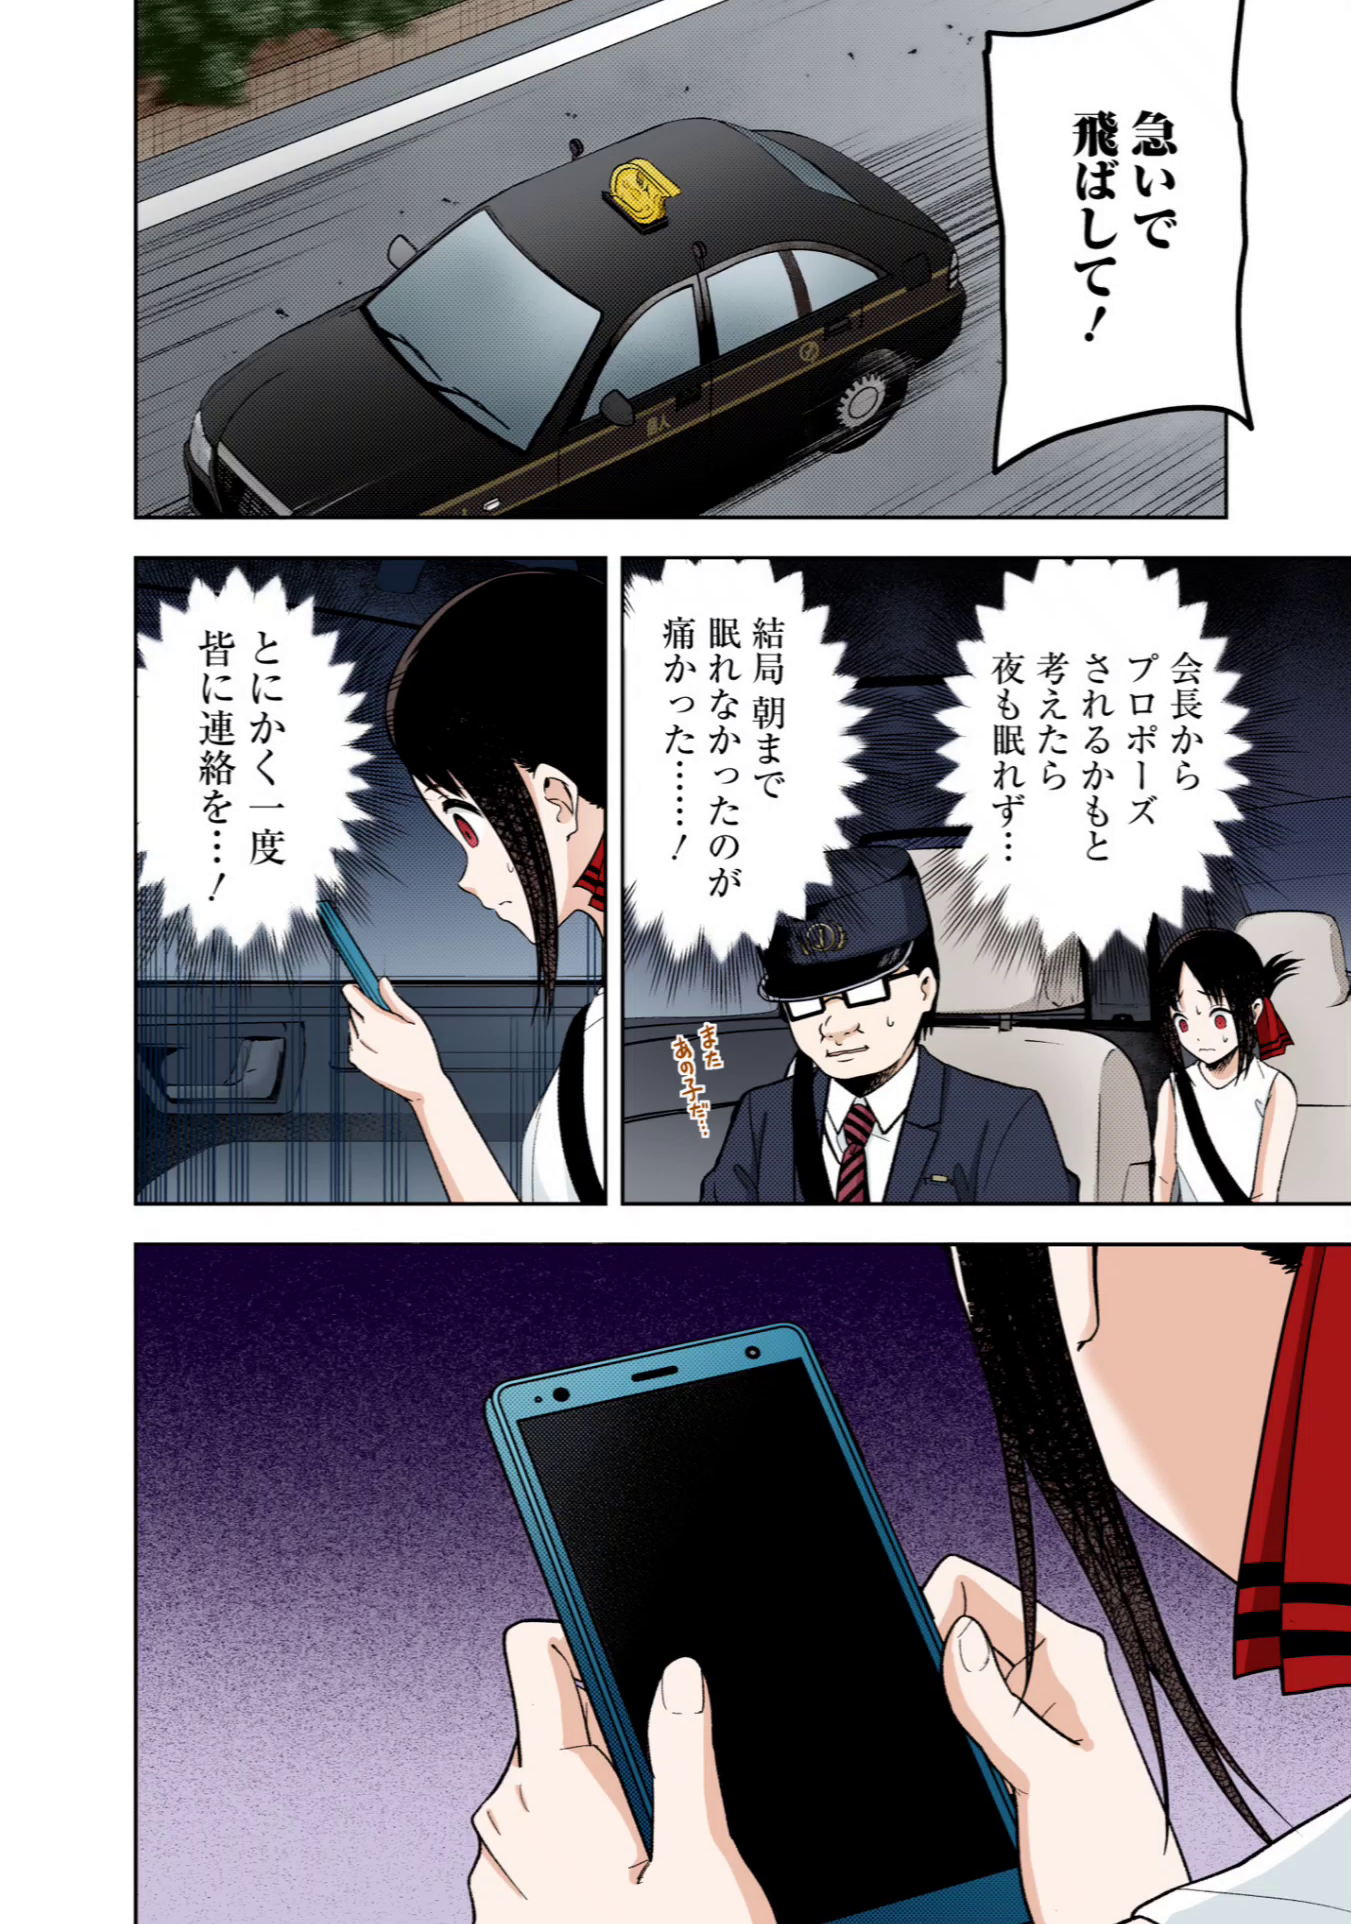 急いで
飛ばして！
個人
会長から
プロポーズ
されるかもと
考えたら
夜も眠れず…
結局 朝まで
眠れなかったのが
痛かった………！
また
あの子だ…
とにかく一度
皆に連絡を…！